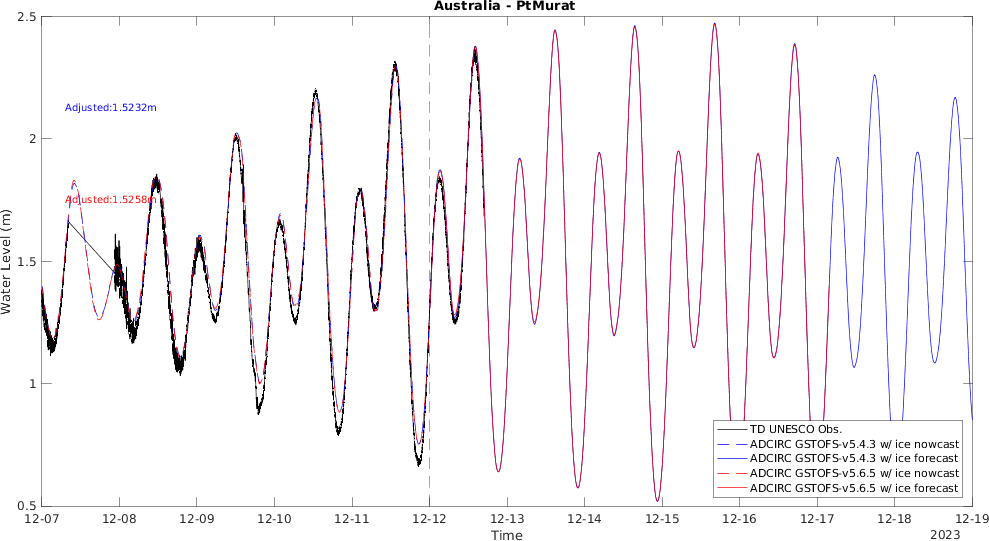 Australia - PtMurat
Water Level (m)
2.5
2
1.5
1
0.5
Adjusted:1.5232m
Adjusted:1.5258m
TD UNESCO Obs.
ADCIRC GSTOFS-v5.4.3 w/ ice nowcast
ADCIRC GSTOFS-v5.4.3 w/ ice forecast
ADCIRC GSTOFS-v5.6.5 w/ ice nowcast
ADCIRC GSTOFS-v5.6.5 w/ ice forecast
12-07 12-08 12-09 12-10 12-11 12-12 12-13 12-14 12-15 12-16 12-17 12-18 12-19
Time
2023